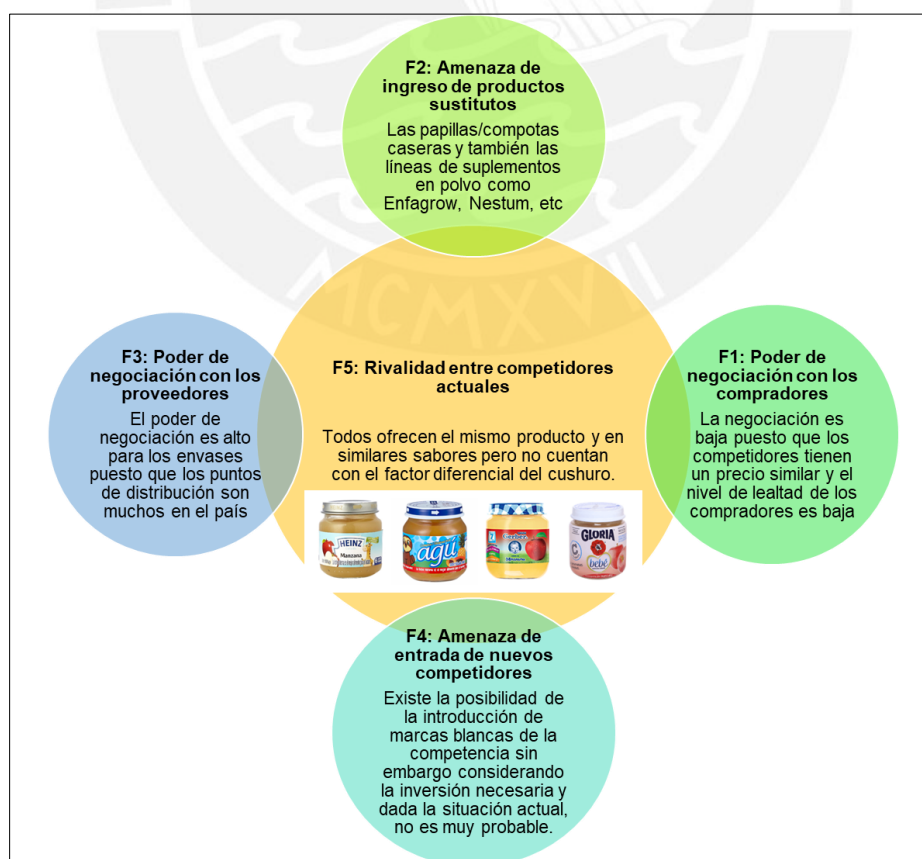 F2: Amenaza de
ingreso de productos
sustitutos
Las papillas/compotas
caseras y también las
líneas de suplementos
en polvo como
Enfagrow, Nestum, etc
MCMXVII
F3: Poder de
negociación con los
proveedores
El poder de
negociación es alto
para los envases
puesto que los puntos
de distribución son
muchos en el país
F5: Rivalidad entre competidores
actuales
Todos ofrecen el mismo producto y en
similares sabores pero no cuentan
con el factor diferencial del cushuro.
HEINZ
Manzana
agú
Gerber
GLORIA
bebé
F1: Poder de
negociación con los
compradores
La negociación es
baja puesto que los
competidores tienen
un precio similar y el
nivel de lealtad de los
compradores es baja
F4: Amenaza de
entrada de nuevos
competidores
Existe la posibilidad de
la introducción de
marcas blancas de la
competencia sin
embargo considerando
la inversión necesaria y
dada la situación actual,
no es muy probable.